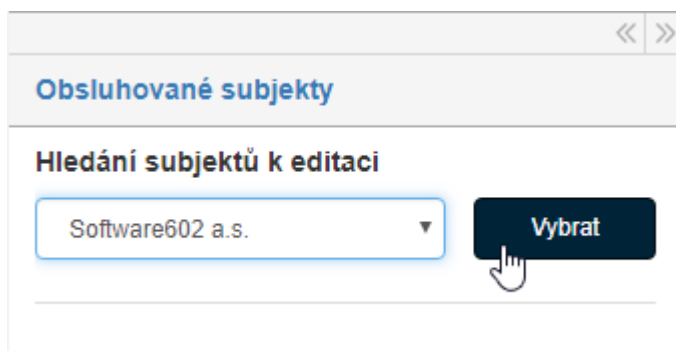 Obsluhované subjekty
Hledání subjektů k editaci
Software602 a.s.
Vybrat